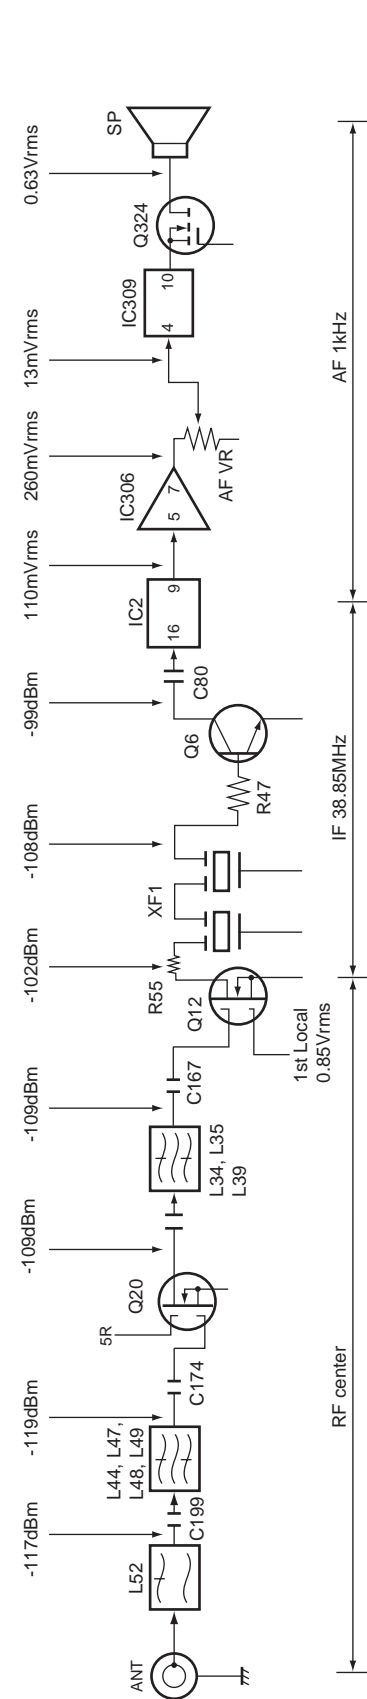 -117dBm
-119dBm
-109dBm
-109dBm
-102dBm
-108dBm
-99dBm
110mVrms
260mVrms
13mVrms
0.63Vrms
ANT
L52
C199
L44, L47,
L48, L49
C174
5R
Q20
L34, L35
L39
C167
Q12
1st Local
0.85Vrms
R55
XF1
R47
Q6
C80
IC2
16
9
IC306
5
7
AF VR
IC309
4
10
Q324
SP
RF center
IF 38.85MHz
AF 1kHz